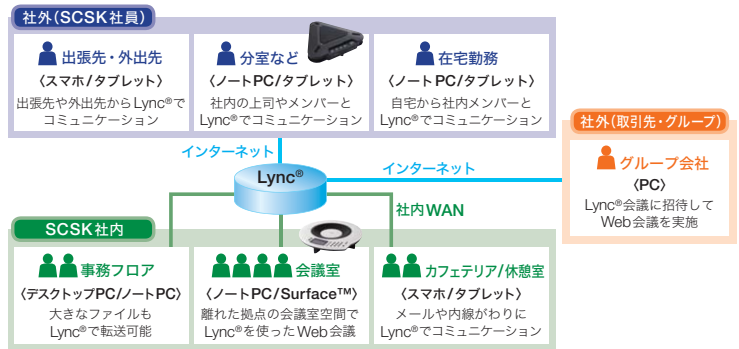 社外(SCSK社員)
出張先・外出先
〈スマホ/タブレット〉
出張先や外出先からLync®で
コミュニケーション
分室など
〈ノートPC/タブレット〉
社内の上司やメンバーと
Lync®でコミュニケーション
在宅勤務
〈ノートPC/タブレット〉
自宅から社内メンバーと
Lync®でコミュニケーション
インターネット
Lync®
インターネット
社内WAN
社外(取引先・グループ)
グループ会社
〈PC〉
Lync®会議に招待して
Web会議を実施
SCSK社内
事務フロア
〈デスクトップPC/ノートPC〉
大きなファイルも
Lync®で転送可能
会議室
〈ノートPC/Surface™〉
離れた拠点の会議室空間で
Lync®を使ったWeb会議
カフェテリア/休憩室
〈スマホ/タブレット〉
メールや内線がわりに
Lync®でコミュニケーション